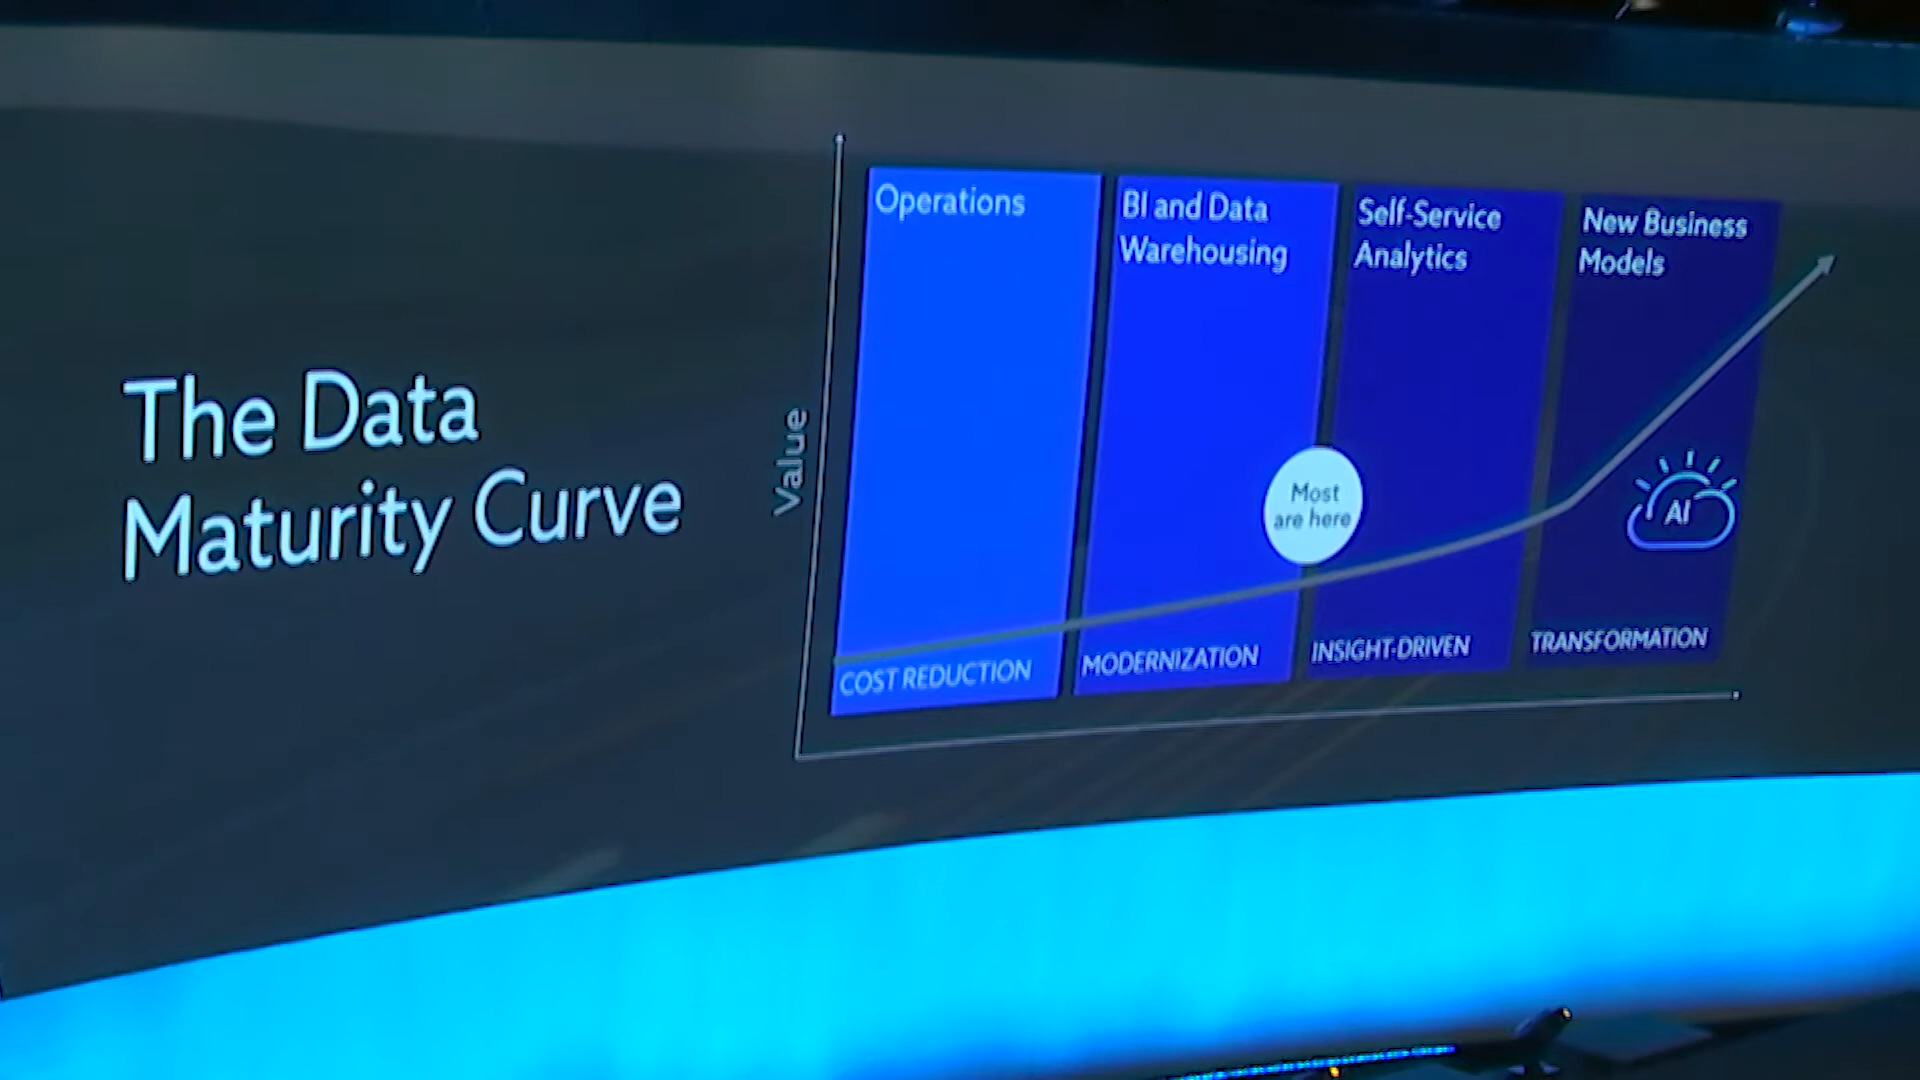 The Data
Maturity Curve
Value
Operations
COST REDUCTION
BI and Data
Warehousing
MODERNIZATION
Most
are here
Self-Service
Analytics
INSIGHT-DRIVEN
New Business
Models
AI
TRANSFORMATION